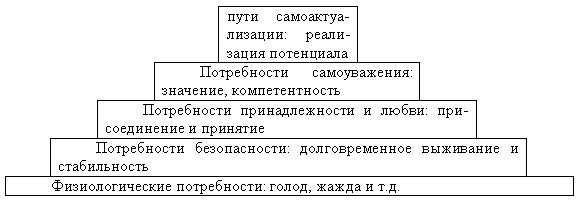 пути самоактуа-
лизации: реали-
зация потенциала
Потребности самоуважения:
значение, компетентность
Потребности принадлежности и любви: при-
соединение и принятие
Потребности безопасности: долговременное выживание и
стабильность
Физиологические потребности: голод, жажда и т.д.